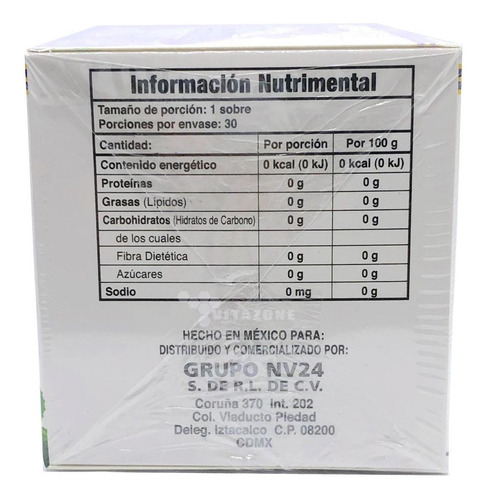 Información Nutrimental
Tamaño de porción: 1 sobre
Porciones por envase: 30
Cantidad: Por porción Por 100 g
Contenido energético 0 kcal (0 kJ) 0 kcal (0 kJ)
Proteínas 0 g 0 g
Grasas (Lípidos) 0 g 0 g
Carbohidratos (Hidratos de Carbono) 0 g 0 g
de los cuales
Fibra Dietética 0 g 0 g
Azúcares 0 g 0 g
Sodio 0 mg 0 g
VITAZONE
HECHO EN MÉXICO PARA:
DISTRIBUIDO Y COMERCIALIZADO POR:
GRUPO NV24
S. DE R.L. DE C.V.
Coruña 370 Int. 202
Col. Viaducto Piedad
Deleg. Iztacalco C.P. 08200
CDMX